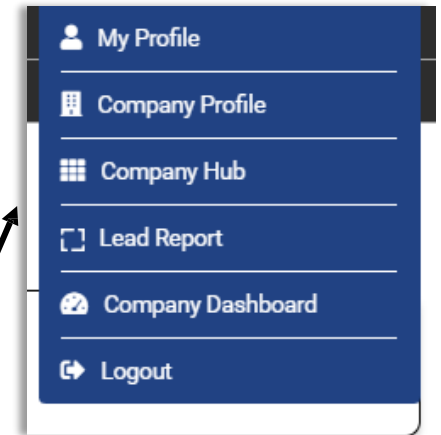 My Profile
Company Profile
Company Hub
Lead Report
Company Dashboard
Logout